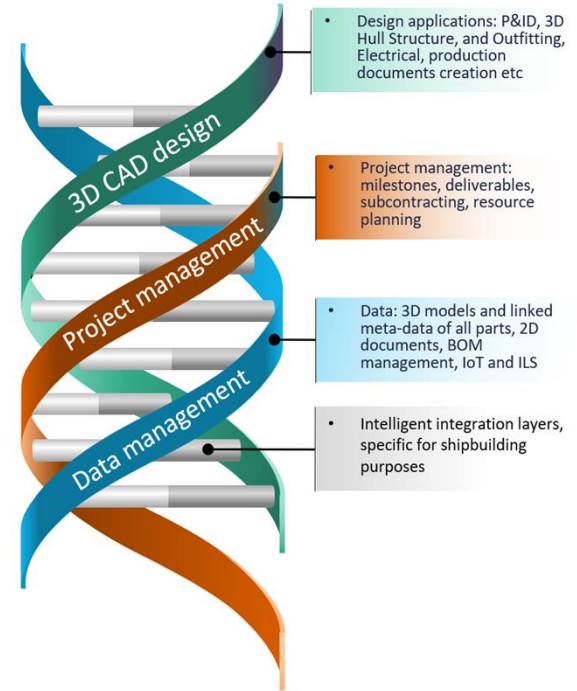 • Design applications: P&ID, 3D
Hull Structure, and Outfitting,
Electrical, production
documents creation etc
3D CAD design
• Project management:
milestones, deliverables,
subcontracting, resource
planning
Project management
• Data: 3D models and linked
meta-data of all parts, 2D
documents, BOM
management, IoT and ILS
Data management
• Intelligent integration layers,
specific for shipbuilding
purposes